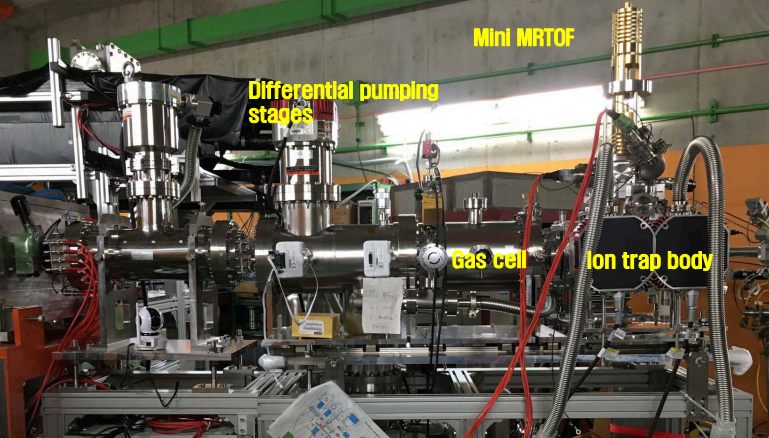 Mini MRTOF
Differential pumping
stages
Gas cell
Ion trap body